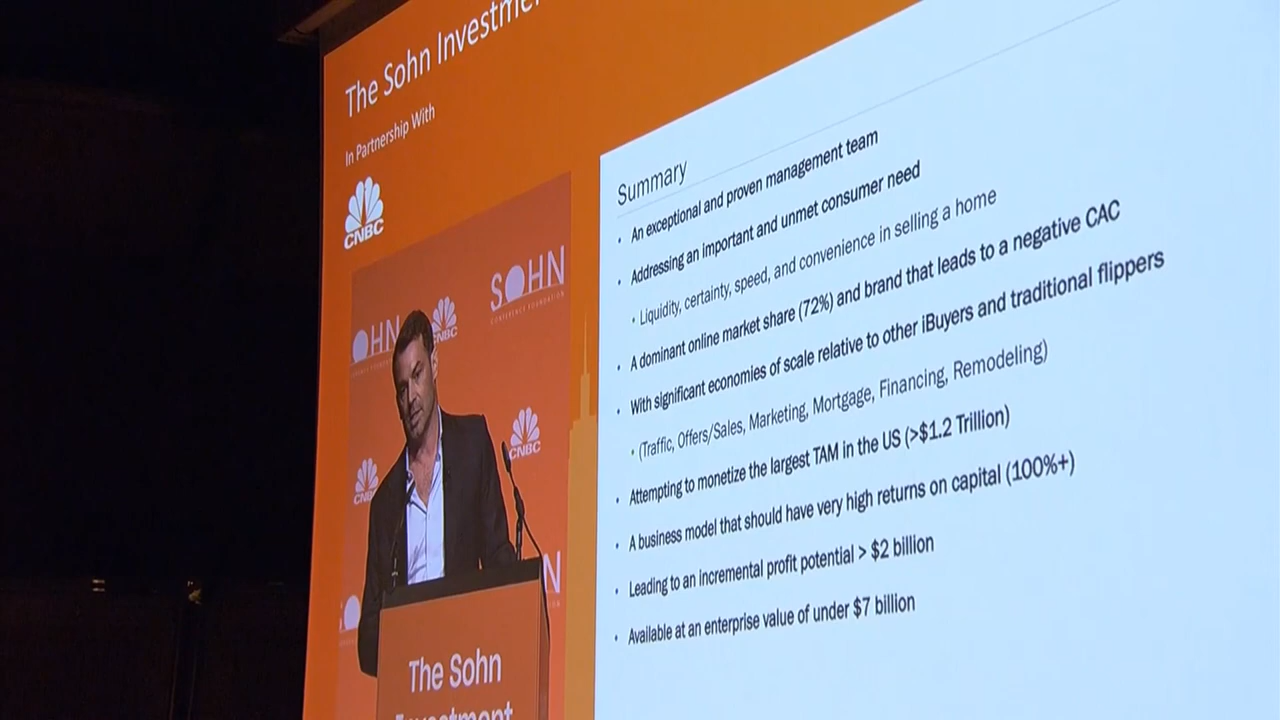 The Sohn Investmen
In Partnership With
CNBC
SOHN
CONFERENCE FOUNDATION
OHN
CNBC
CNBC
CNBC
N
The Sohn
Investment
Summary
· An exceptional and proven management team
· Addressing an important and unmet consumer need
· Liquidity, certainty, speed, and convenience in selling a home
· A dominant online market share (72%) and brand that leads to a negative CAC
· With significant economies of scale relative to other iBuyers and traditional flippers
· (Traffic, Offers/Sales, Marketing, Mortgage, Financing, Remodeling)
· Attempting to monetize the largest TAM in the US (>$1.2 Trillion)
· A business model that should have very high returns on capital (100%+)
· Leading to an incremental profit potential > $2 billion
· Available at an enterprise value of under $7 billion